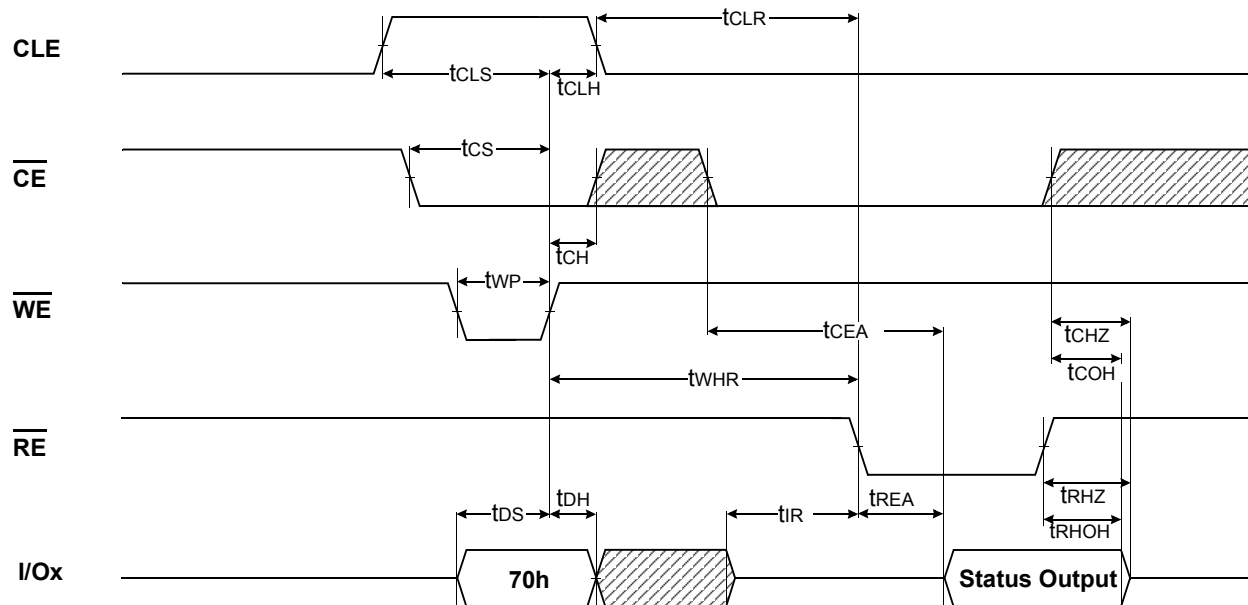 CLE
tCLR
tCLS
tCLH
CE
tCS
tCH
WE
tWP
tCEA
tCHZ
tCOH
tWHR
RE
tRHZ
tRHOH
tDS
tDH
tIR
tREA
I/Ox
70h
Status Output